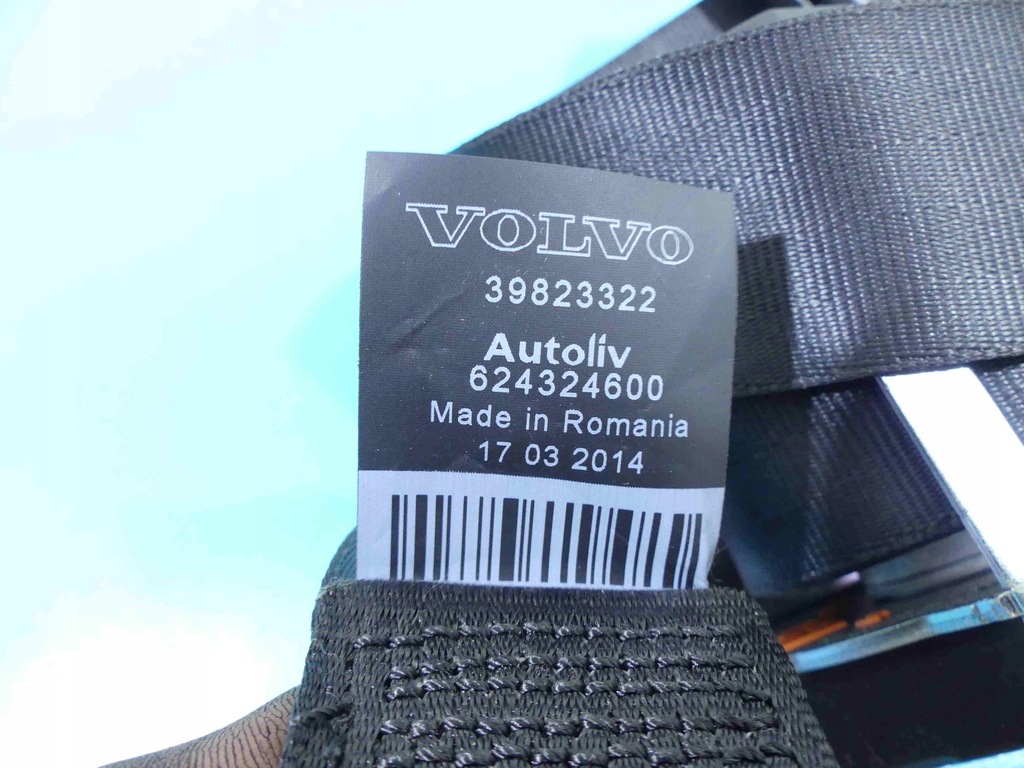 VOLVO
39823322
Autoliv
624324600
Made in Romania
17 03 2014